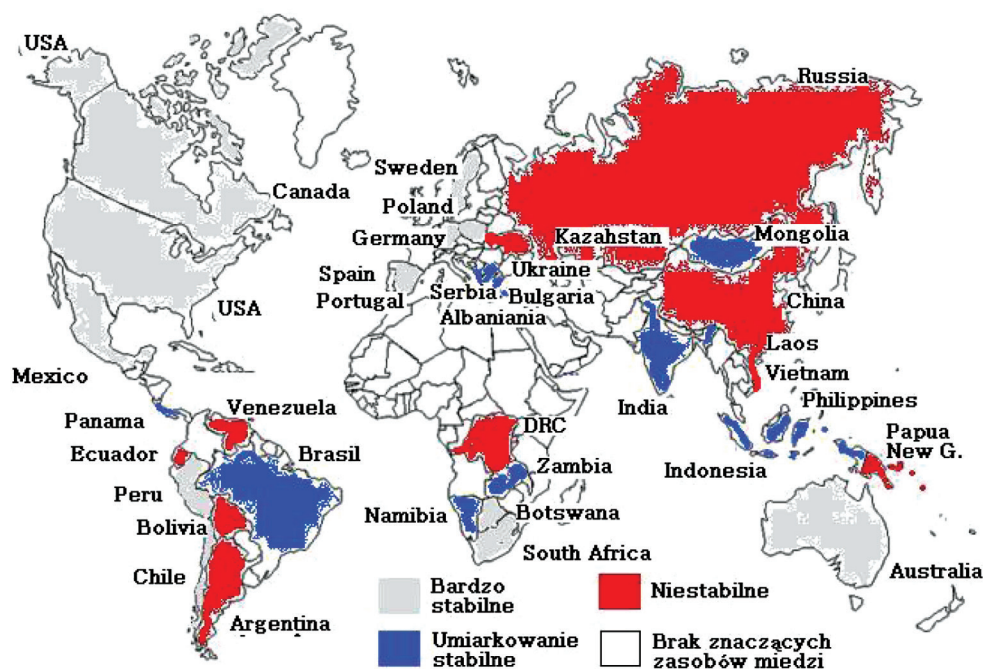 USA
Russia
Sweden
Canada
Poland
Germany
Kazahstan
Mongolia
Spain
Ukraine
USA
Portugal
Serbia
Bulgaria
China
Albaniania
Laos
Mexico
Vietnam
Panama
Venezuela
India
Philippines
DRC
Papua
New G.
Ecuador
Brasil
Zambia
Indonesia
Peru
Namibia
Botswana
Bolivia
South Africa
Chile
Australia
Argentina
Bardzo
stabilne
Niestabilne
Umiarkowanie
stabilne
Brak znaczących
zasobów miedzi